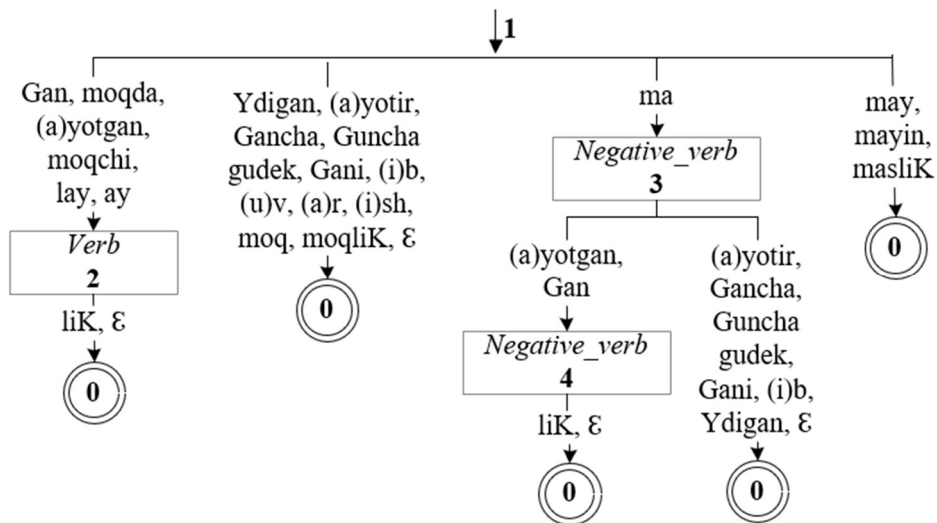 1
Gan, moqda,
(a)yotgan,
moqchi,
lay, ay
Verb
2
liK, Ɛ
0
Ydigan, (a)yotir,
Gancha, Guncha
gudek, Gani, (i)b,
(u)v, (a)r, (i)sh,
moq, moqliK, Ɛ
0
ma
Negative_verb
3
(a)yotgan,
Gan
Negative_verb
4
liK, Ɛ
0
(a)yotir,
Gancha,
Guncha
gudek,
Gani, (i)b,
Ydigan, Ɛ
0
may,
mayin,
masliK
0